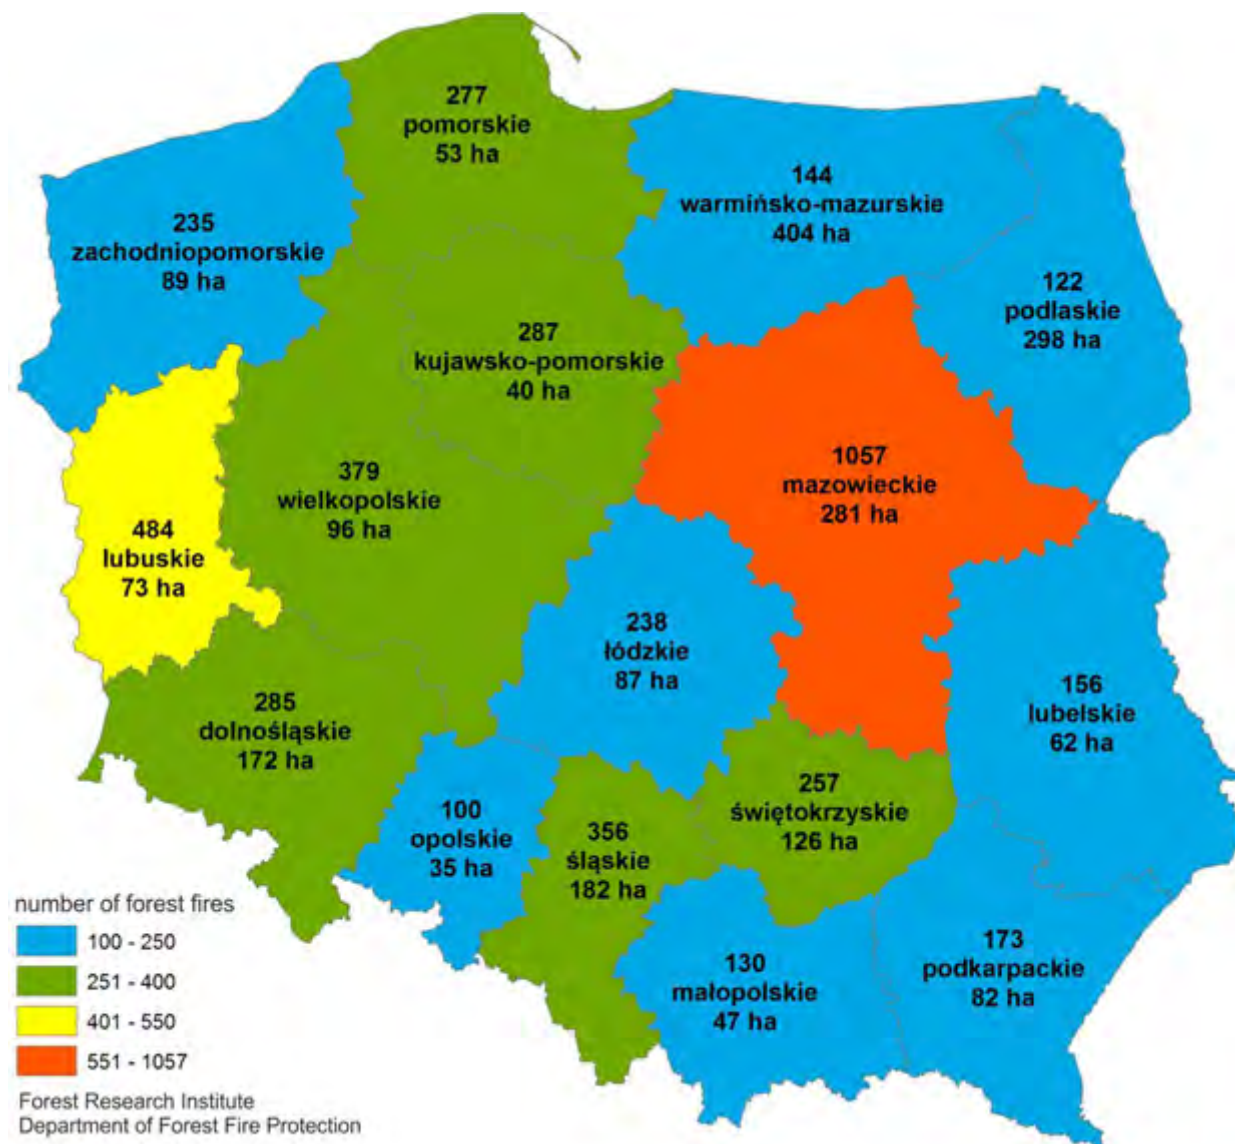 277
pomorskie
53 ha
144
warmińsko-mazurskie
404 ha
235
zachodniopomorskie
89 ha
122
podlaskie
298 ha
287
kujawsko-pomorskie
40 ha
1057
mazowieckie
281 ha
379
wielkopolskie
96 ha
484
lubuskie
73 ha
238
łódzkie
87 ha
156
lubelskie
62 ha
285
dolnośląskie
172 ha
257
świętokrzyskie
126 ha
100
opolskie
35 ha
356
śląskie
182 ha
173
podkarpackie
82 ha
130
małopolskie
47 ha
number of forest fires
100 - 250
251 - 400
401 - 550
551 - 1057
Forest Research Institute
Department of Forest Fire Protection